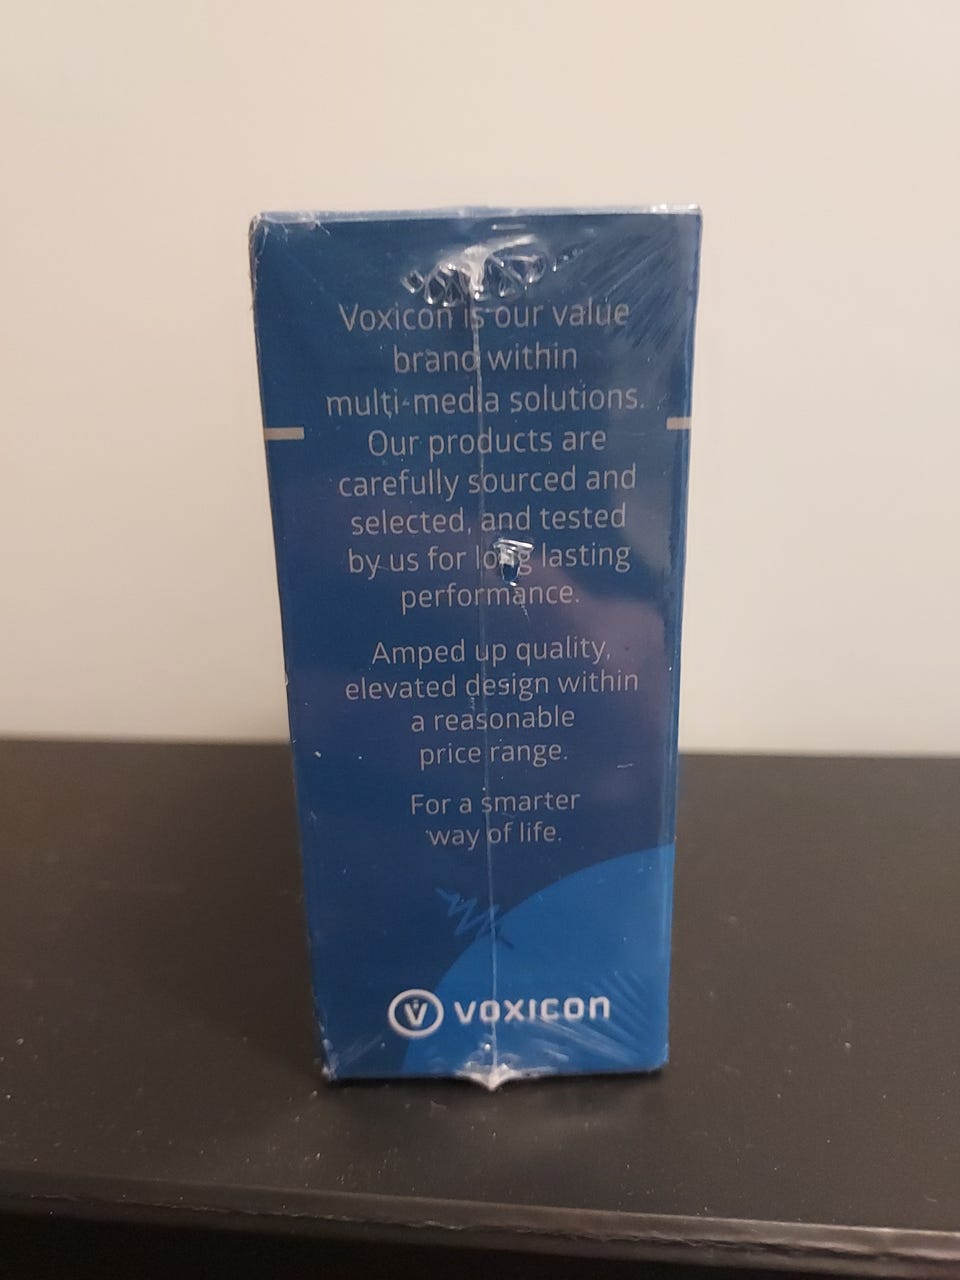 Voxicon is our value
brand within
multi-media solutions.
Our products are
carefully sourced and
selected, and tested
by us for long lasting
performance.
Amped up quality,
elevated design within
a reasonable
price range.
For a smarter
way of life.
V voxicon